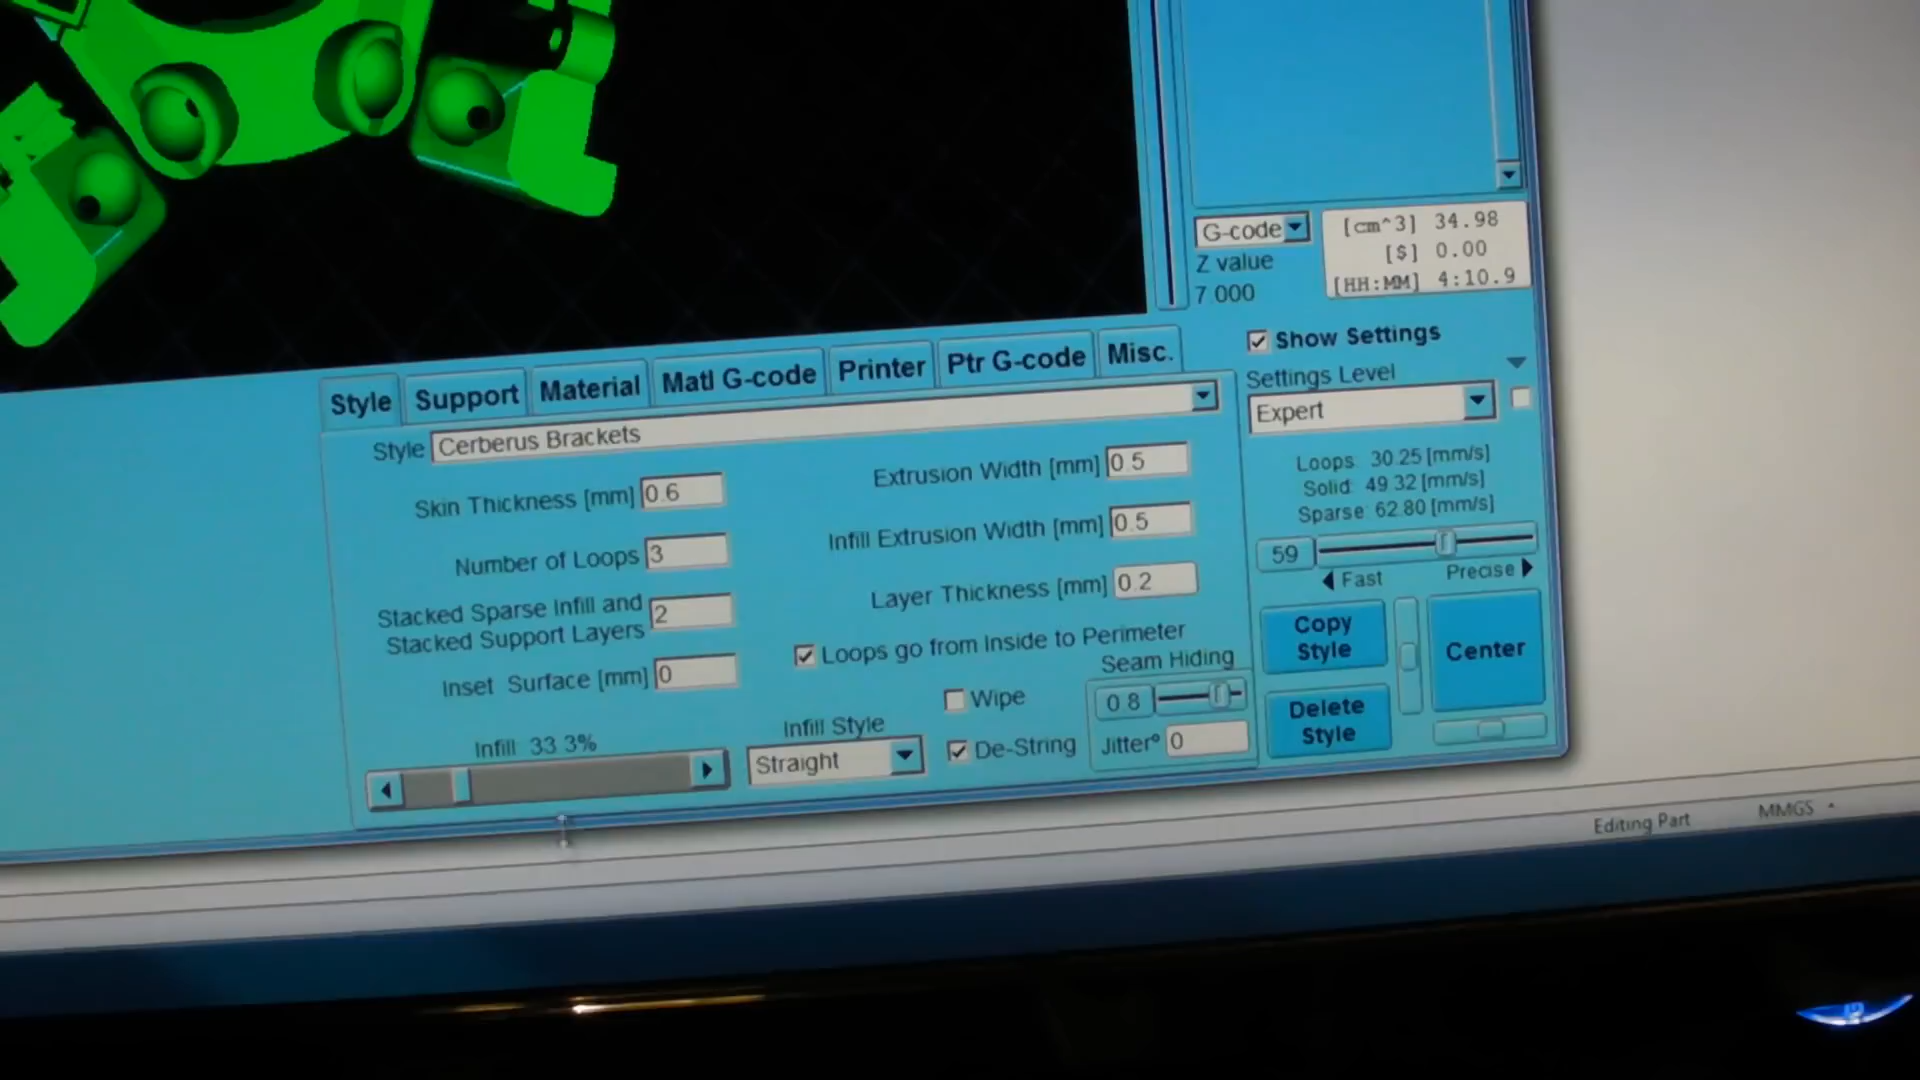 G-code
Z value
7.000
[cm^3] 34.98
[$] 0.00
[HH:MM] 4:10.9
Show Settings
Settings Level
Expert
Loops: 30.25 [mm/s]
Solid: 49.32 [mm/s]
Sparse: 62.80 [mm/s]
59
Fast
Precise
Copy
Style
Center
Delete
Style
Style
Support
Material
Matl G-code
Printer
Ptr G-code
Misc.
Style Cerberus Brackets
Skin Thickness [mm] 0.6
Number of Loops 3
Stacked Sparse Infill and
Stacked Support Layers 2
Inset Surface [mm] 0
Infill 33.3%
Extrusion Width [mm] 0.5
Infill Extrusion Width [mm] 0.5
Layer Thickness [mm] 0.2
Loops go from Inside to Perimeter
Infill Style
Straight
Wipe
De-String
Seam Hiding
0.8
Jitter° 0
Editing Part
MMGS